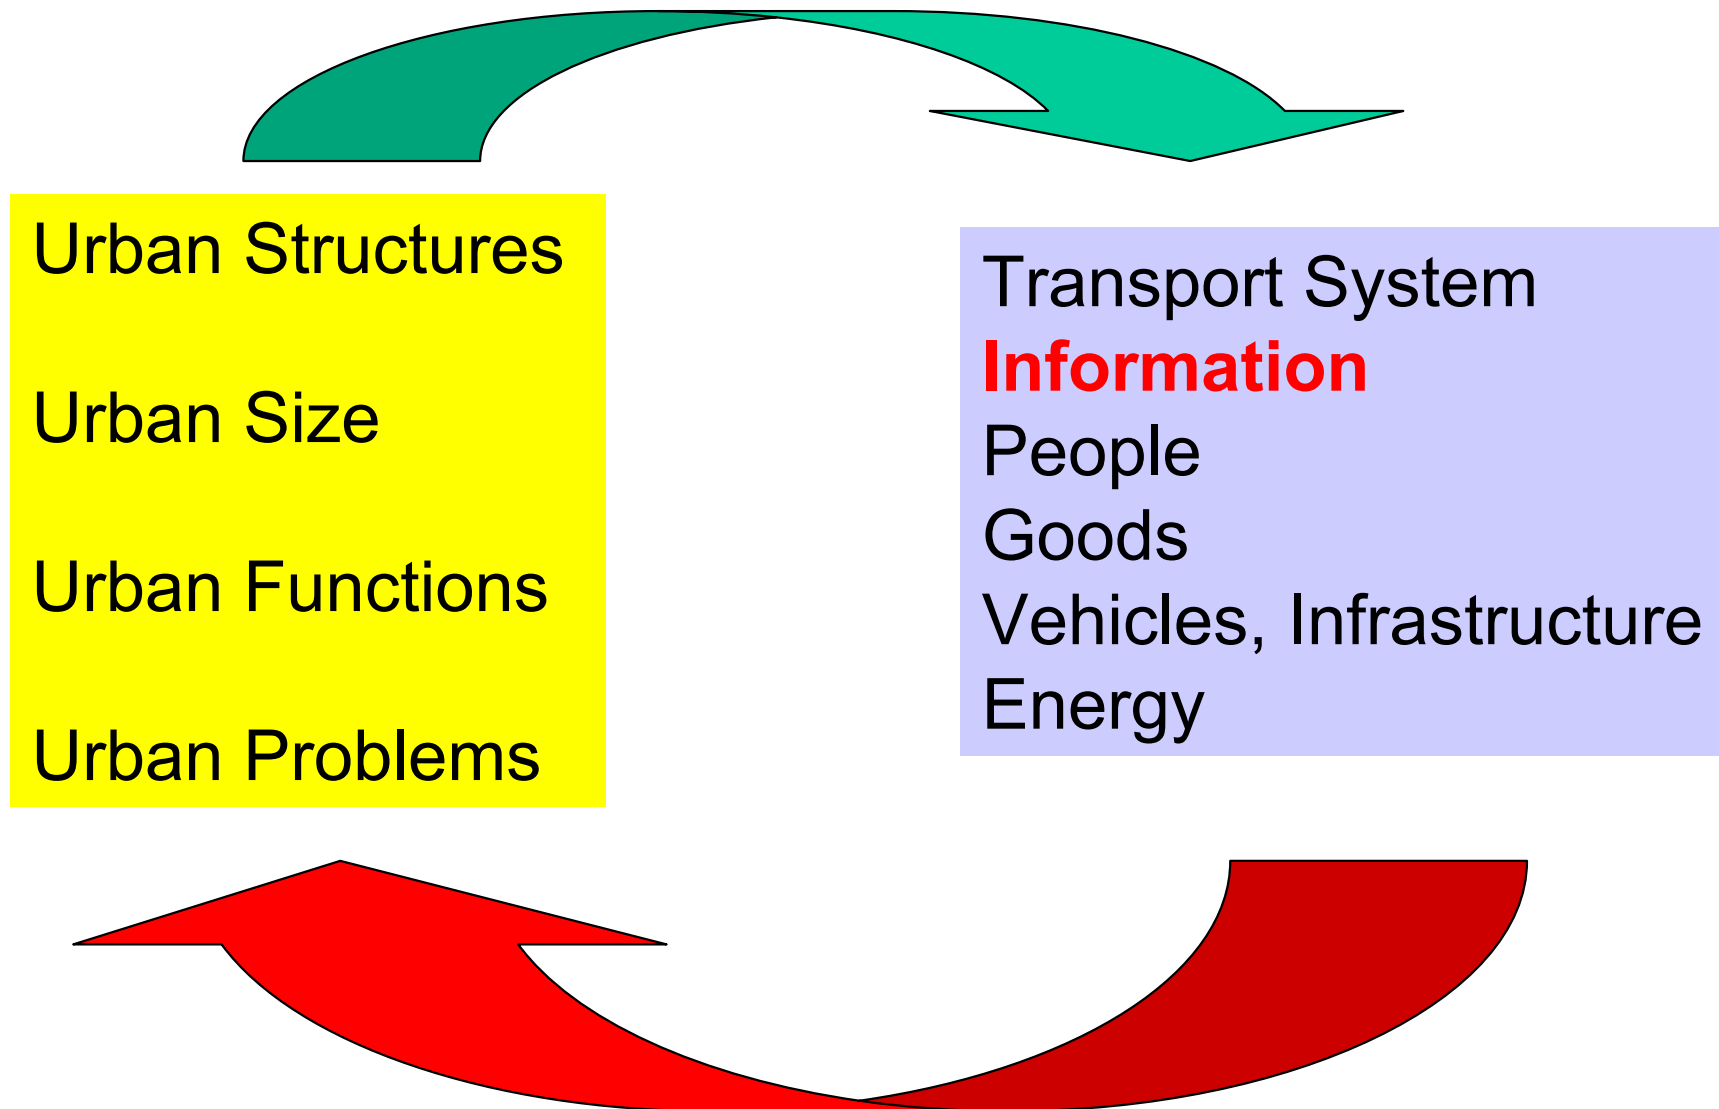 Urban Structures
Urban Size
Urban Functions
Urban Problems
Transport System
Information
People
Goods
Vehicles, Infrastructure
Energy